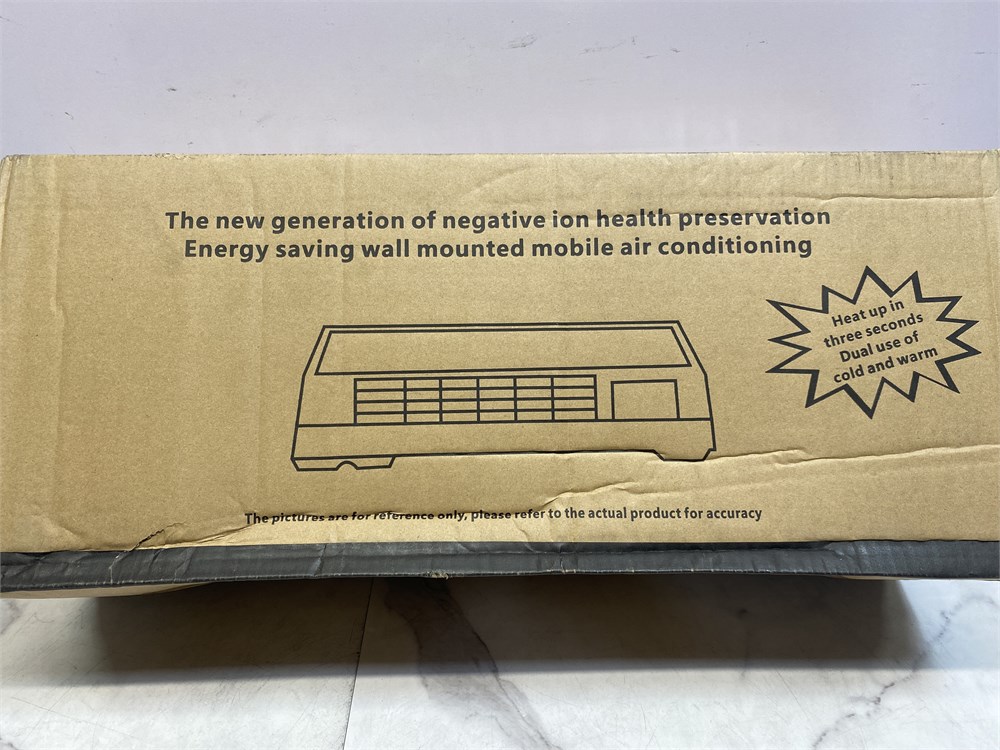 The new generation of negative ion health preservation
Energy saving wall mounted mobile air conditioning
Heat up in
three seconds
Dual use of
cold and warm
The pictures are for reference only, please refer to the actual product for accuracy